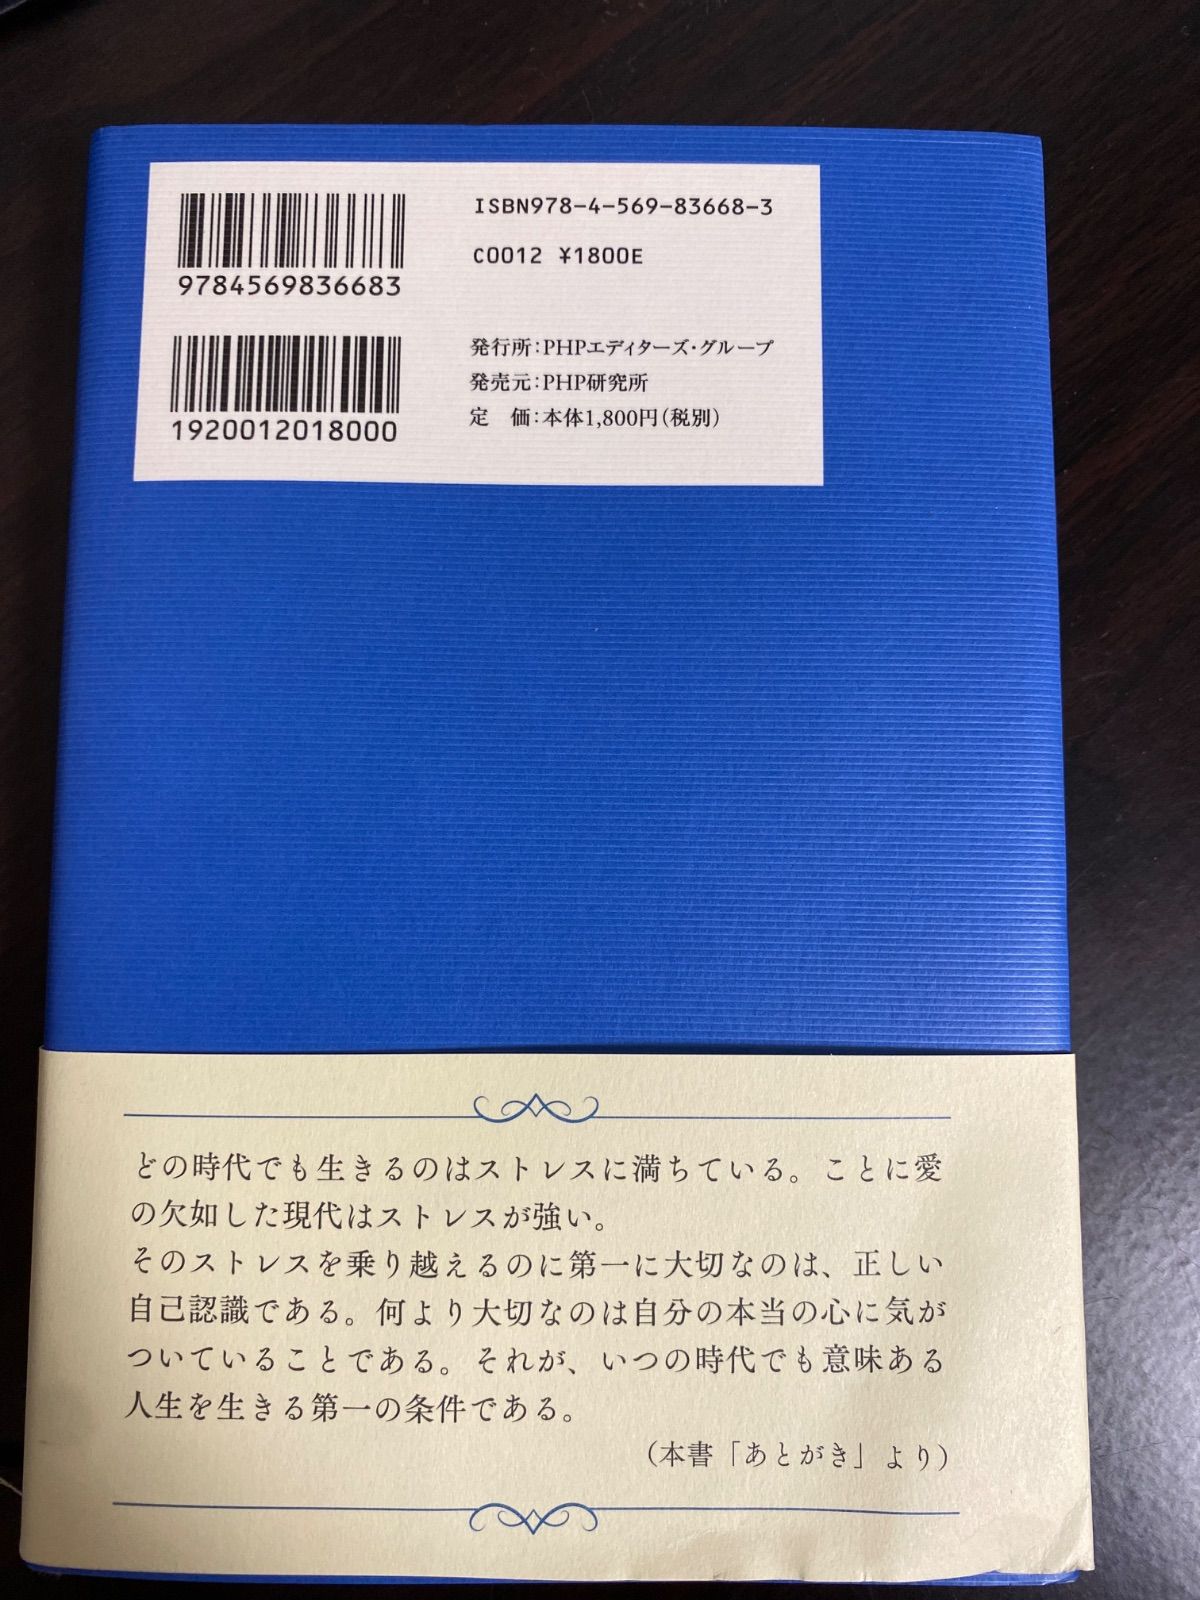 ISBN978-4-569-83668-3
C0012 ¥1800E
9784569836683
発行所：PHPエディターズ・グループ
発売元：PHP研究所
定　価：本体1,800円（税別）
1920012018000
どの時代でも生きるのはストレスに満ちている。ことに愛
の欠如した現代はストレスが強い。
そのストレスを乗り越えるのに第一に大切なのは、正しい
自己認識である。何より大切なのは自分の本当の心に気が
ついていることである。それが、いつの時代でも意味ある
人生を生きる第一の条件である。
（本書「あとがき」より）